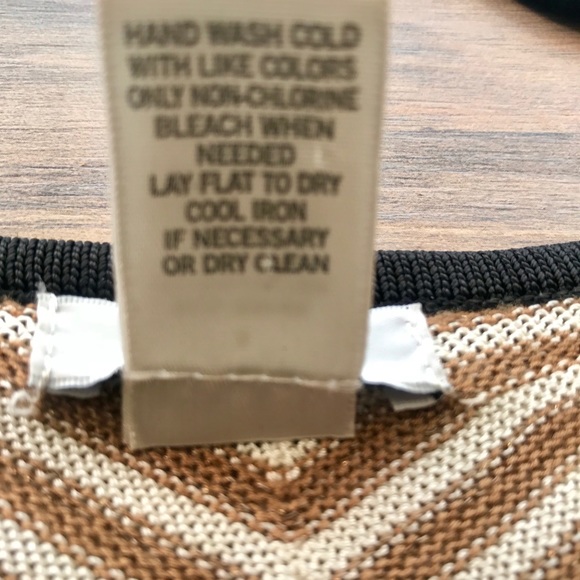 HAND WASH COLD
WITH LIKE COLORS
ONLY NON-CHLORINE
BLEACH WHEN
NEEDED
LAY FLAT TO DRY
COOL IRON
IF NECESSARY
OR DRY CLEAN